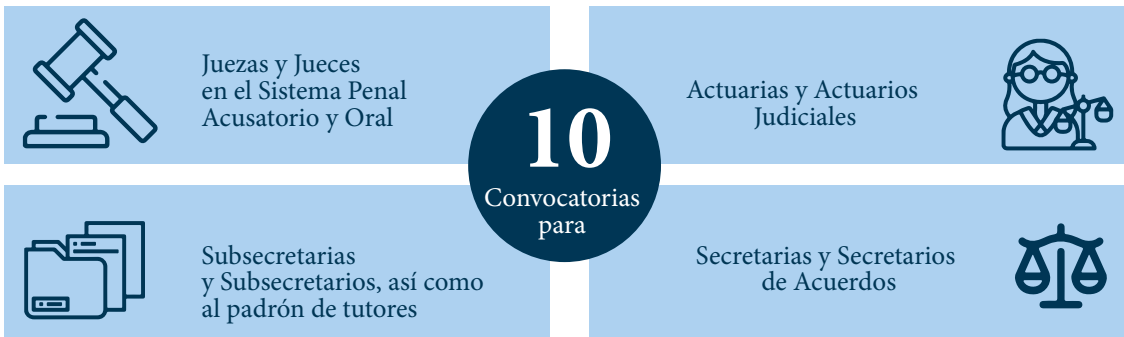 Juezas y Jueces
en el Sistema Penal
Acusatorio y Oral
Actuarias y Actuarios
Judiciales
10
Convocatorias
para
Subsecretarias
y Subsecretarios, así como
al padrón de tutores
Secretarias y Secretarios
de Acuerdos